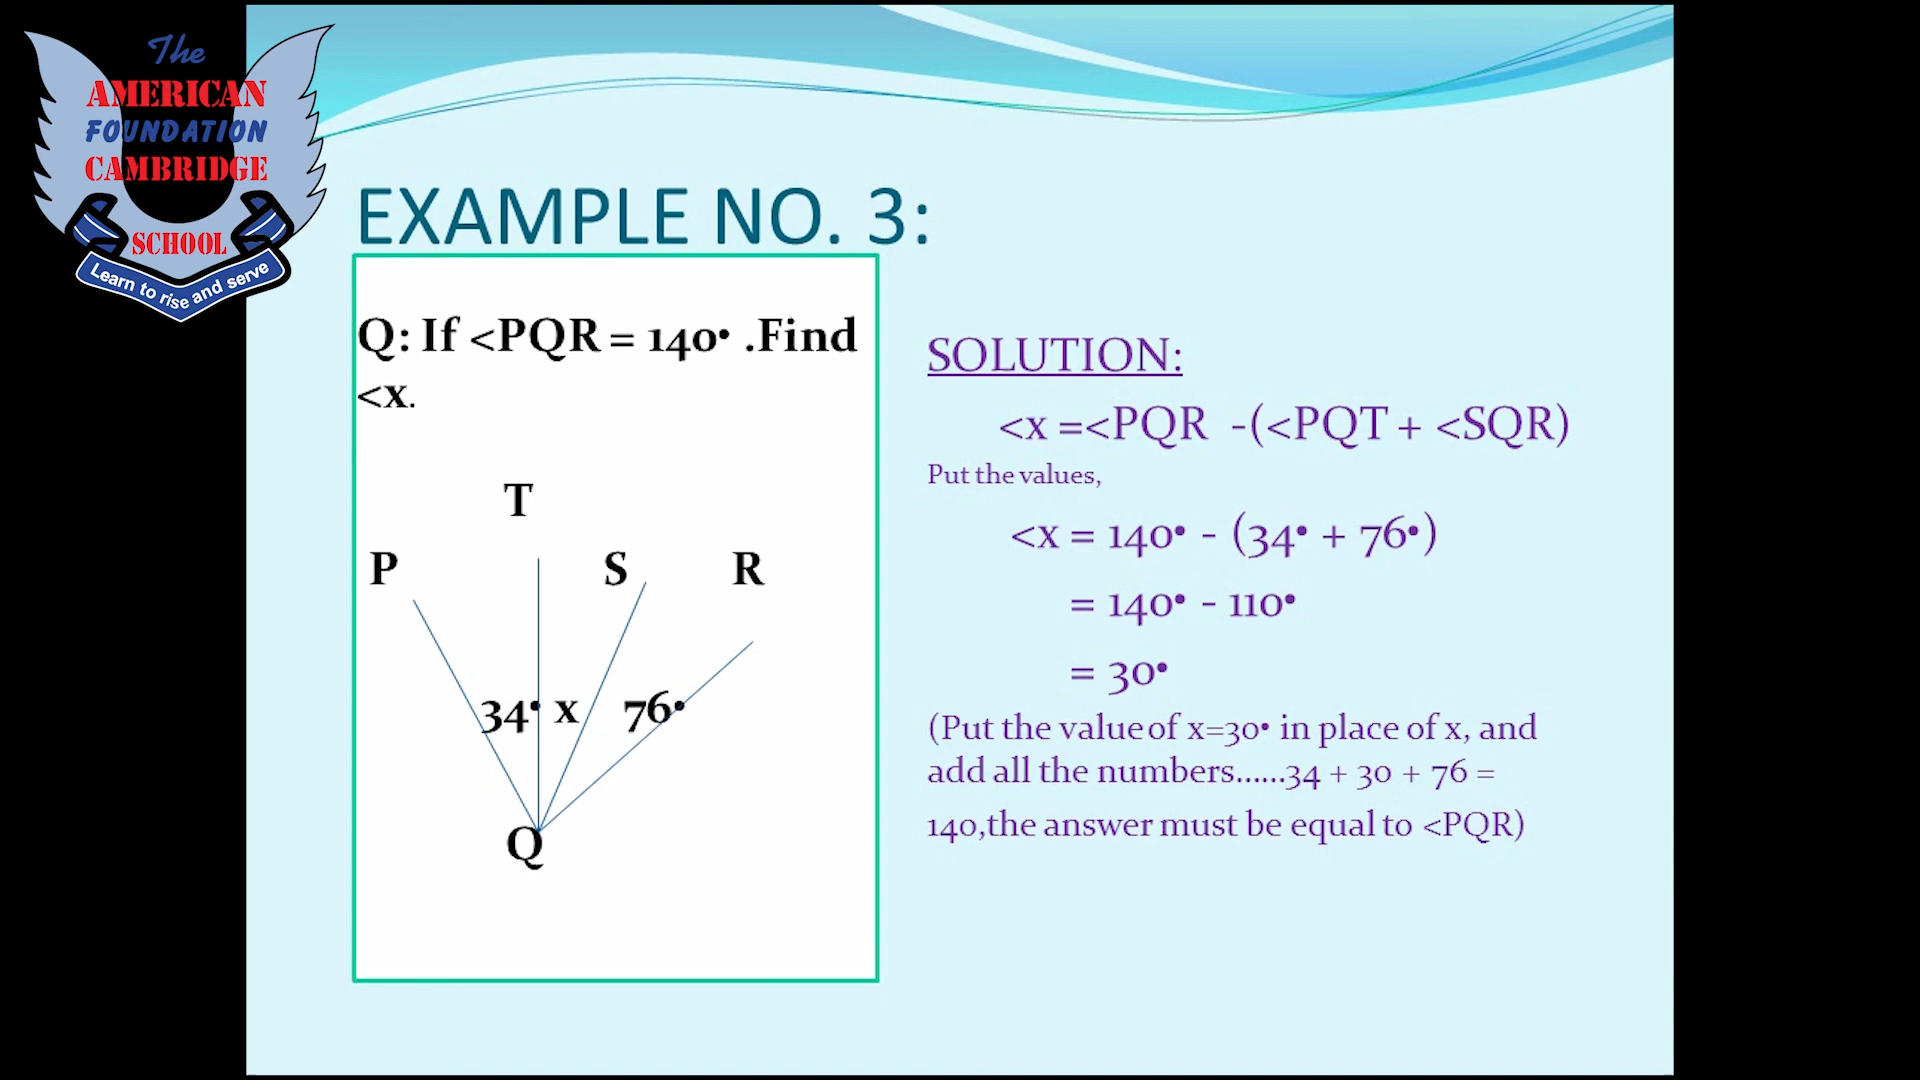 The
AMERICAN
FOUNDATION
CAMBRIDGE
SCHOOL
Learn to rise and serve
EXAMPLE NO. 3:
Q: If <PQR = 140• .Find
<x.
T
P S R
34• x 76•
Q
SOLUTION:
<x =<PQR -(<PQT + <SQR)
Put the values,
<x = 140• - (34• + 76•)
= 140• - 110•
= 30•
(Put the value of x=30• in place of x, and
add all the numbers......34 + 30 + 76 =
140,the answer must be equal to <PQR)